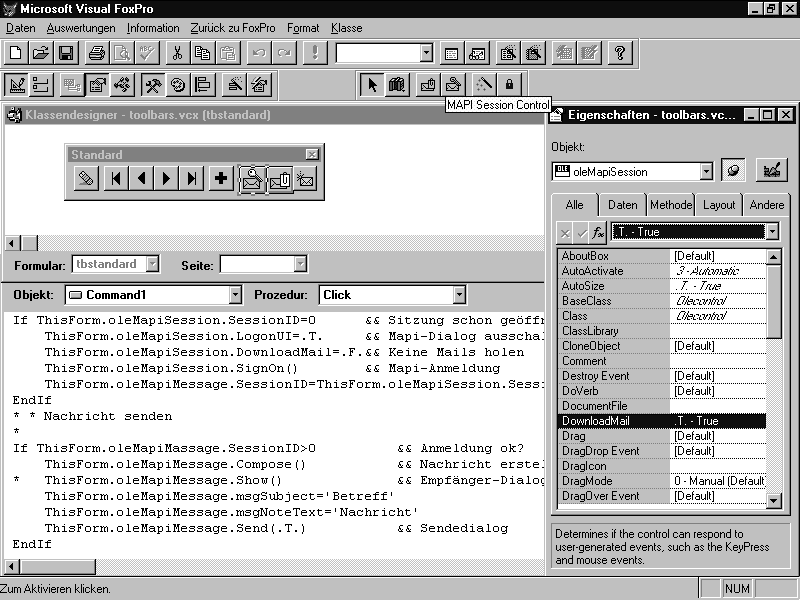 Microsoft Visual FoxPro
Daten Auswertungen Information Zurück zu FoxPro Format Klasse
MAPI Session Control
Klassendesigner - toolbars.vcx (tbstandard)
Standard
Formular: tbstandard Seite:
Objekt: Command1 Prozedur: Click
If ThisForm.oleMapiSession.SessionID=0 && Sitzung schon geöffn
ThisForm.oleMapiSession.LogonUI=.T. && Mapi-Dialog ausschal
ThisForm.oleMapiSession.DownloadMail=.F.&& Keine Mails holen
ThisForm.oleMapiSession.SignOn() && Mapi-Anmeldung
ThisForm.oleMapiMessage.SessionID=ThisForm.oleMapiSession.Sess
EndIf
* * Nachricht senden
*
If ThisForm.oleMapiMassage.SessionID>0 && Anmeldung ok?
ThisForm.oleMapiMessage.Compose() && Nachricht erstel
* ThisForm.oleMapiMessage.Show() && Empfänger-Dialog
ThisForm.oleMapiMessage.msgSubject='Betreff'
ThisForm.oleMapiMessage.msgNoteText='Nachricht'
ThisForm.oleMapiMessage.Send(.T.) && Sendedialog
EndIf
Eigenschaften - toolbars.vc...
Objekt:
OLE oleMapiSession
Alle Daten Methode Layout Andere
fx .T. - True
AboutBox [Default]
AutoActivate 3 - Automatic
AutoSize .T. - True
BaseClass Olecontrol
Class Olecontrol
ClassLibrary
CloneObject [Default]
Comment
Destroy Event [Default]
DoVerb [Default]
DocumentFile
DownloadMail .T. - True
Drag [Default]
DragDrop Event [Default]
DragIcon
DragMode 0 - Manual (Default)
DragOver Event [Default]
Determines if the control can respond to
user-generated events, such as the KeyPress
and mouse events.
Zum Aktivieren klicken. NUM